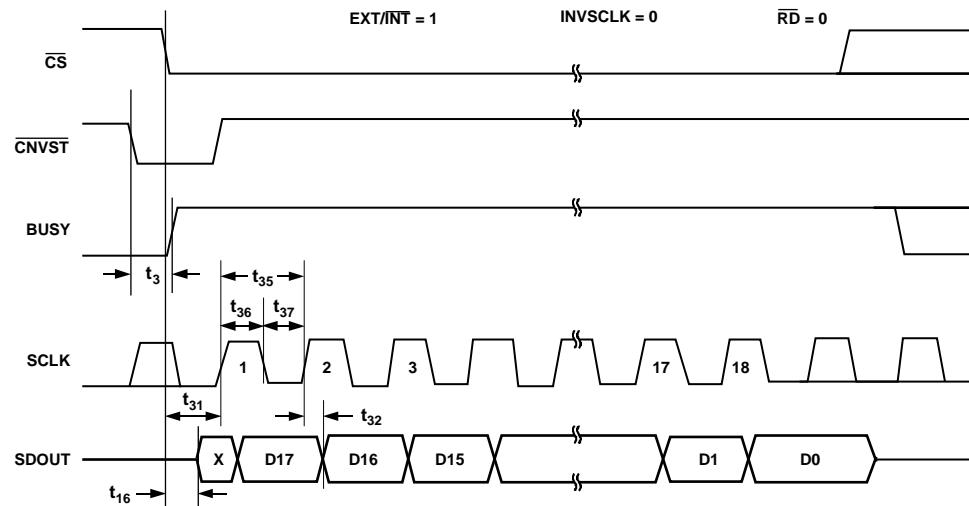 EXT/INT = 1 INVSCLK = 0 RD = 0
CS
CNVST
BUSY
t3
t35
t36 t37
SCLK
1 2 3 17 18
t31
t32
SDOUT
X D17 D16 D15 D1 D0
t16